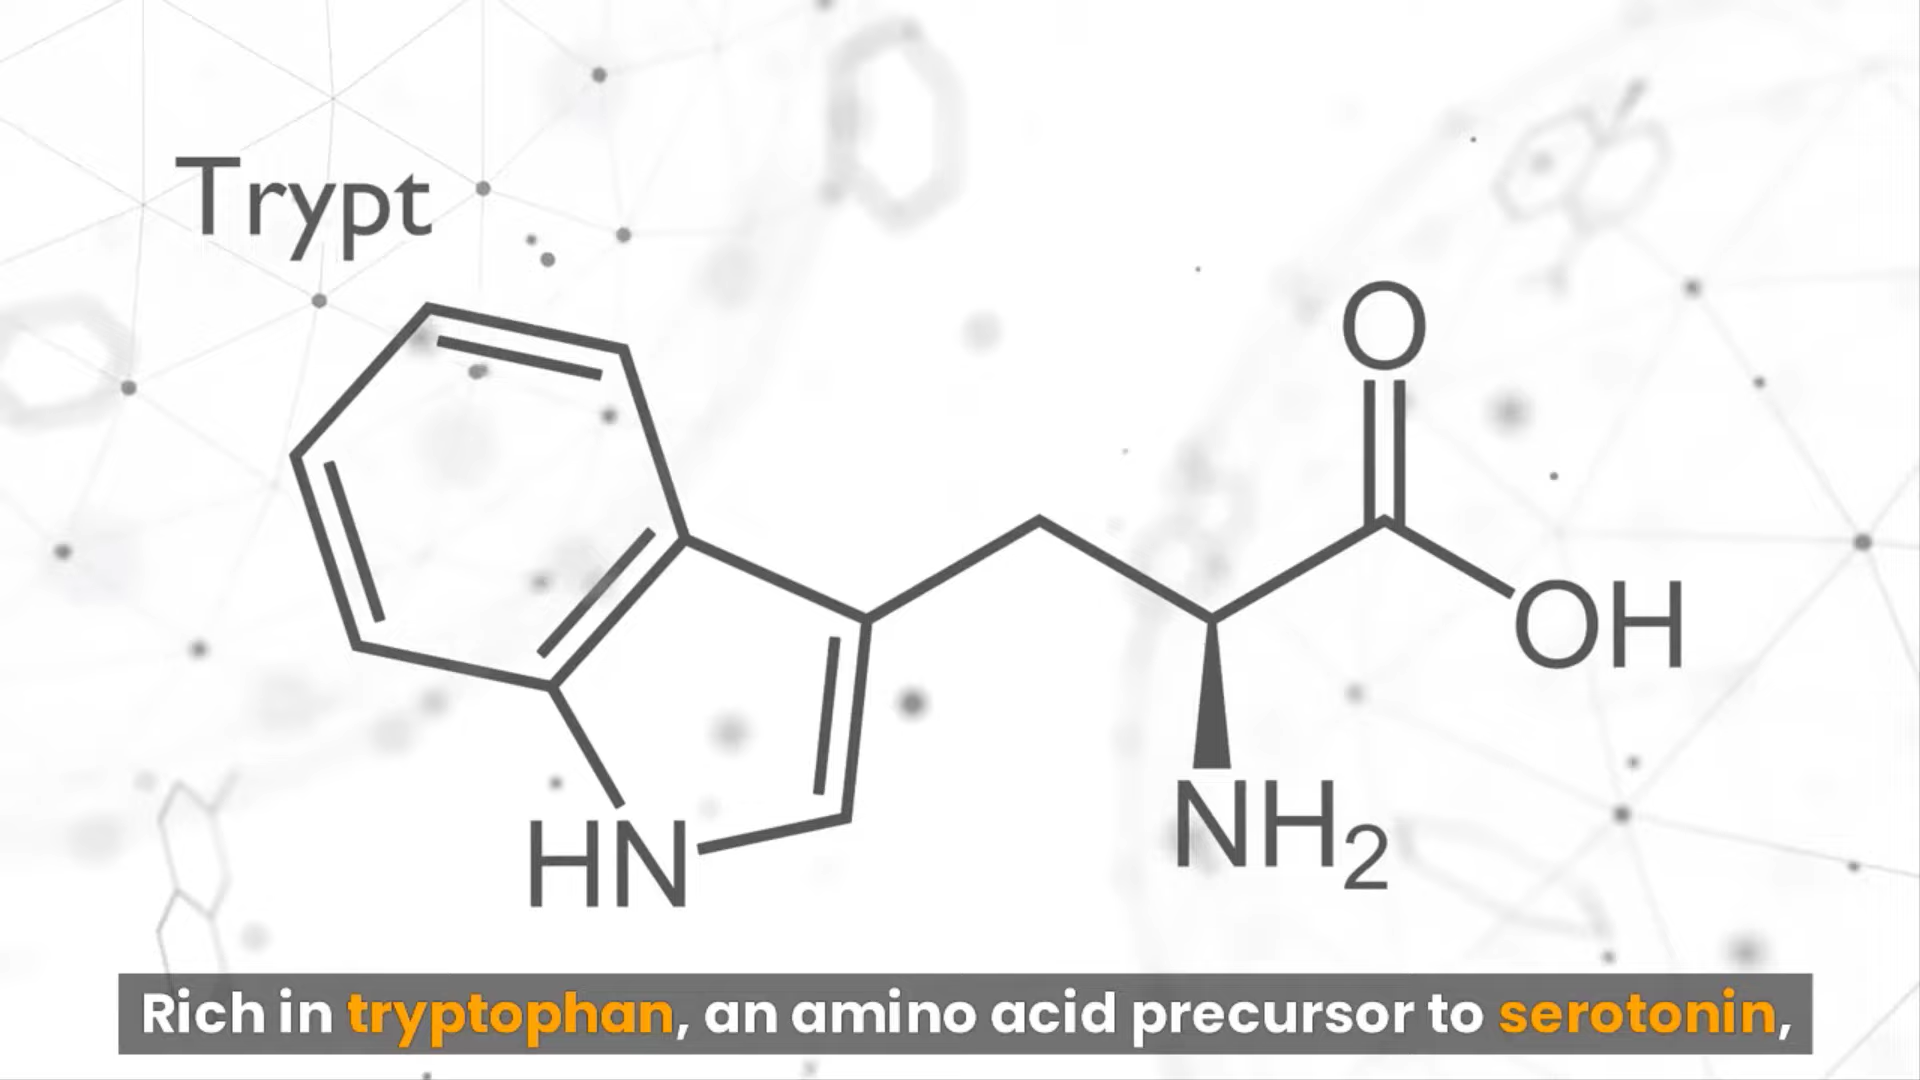 Trypt
O
OH
NH2
HN
Rich in tryptophan, an amino acid precursor to serotonin,